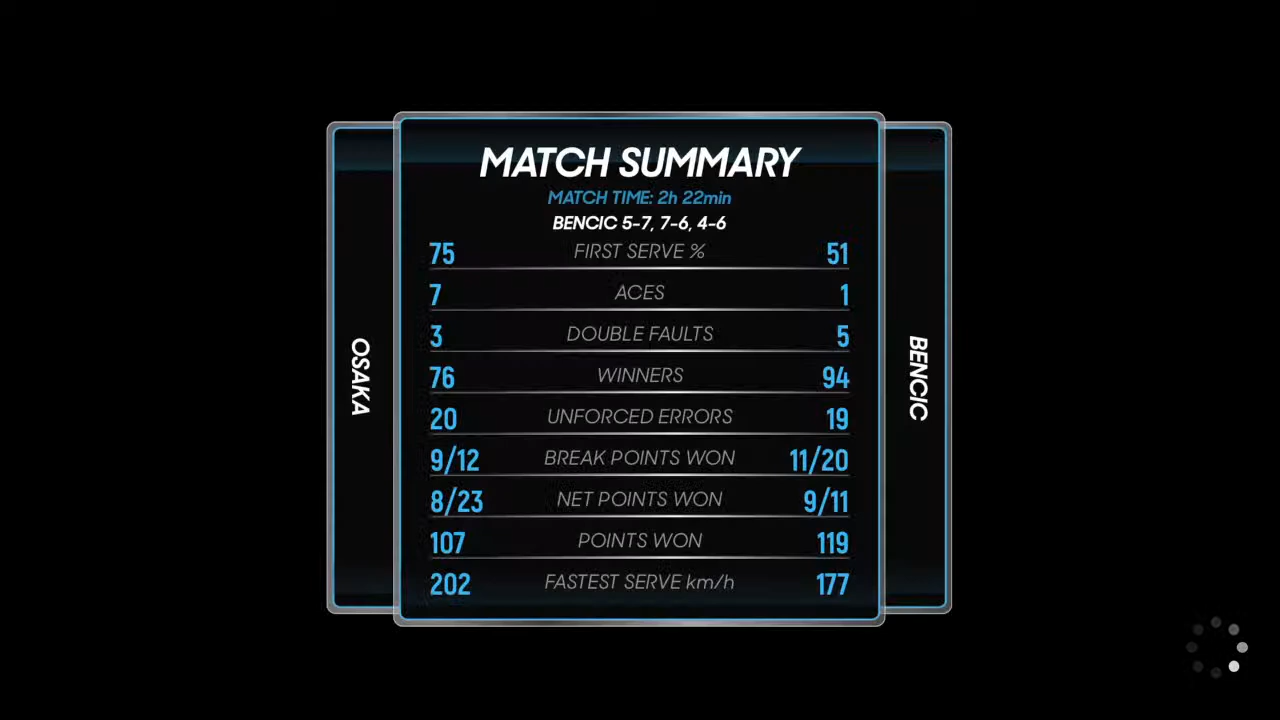 MATCH SUMMARY
MATCH TIME: 2h 22min
BENCIC 5-7, 7-6, 4-6
75 FIRST SERVE % 51
7 ACES 1
3 DOUBLE FAULTS 5
76 WINNERS 94
20 UNFORCED ERRORS 19
9/12 BREAK POINTS WON 11/20
8/23 NET POINTS WON 9/11
107 POINTS WON 119
202 FASTEST SERVE km/h 177
OSAKA
BENCIC